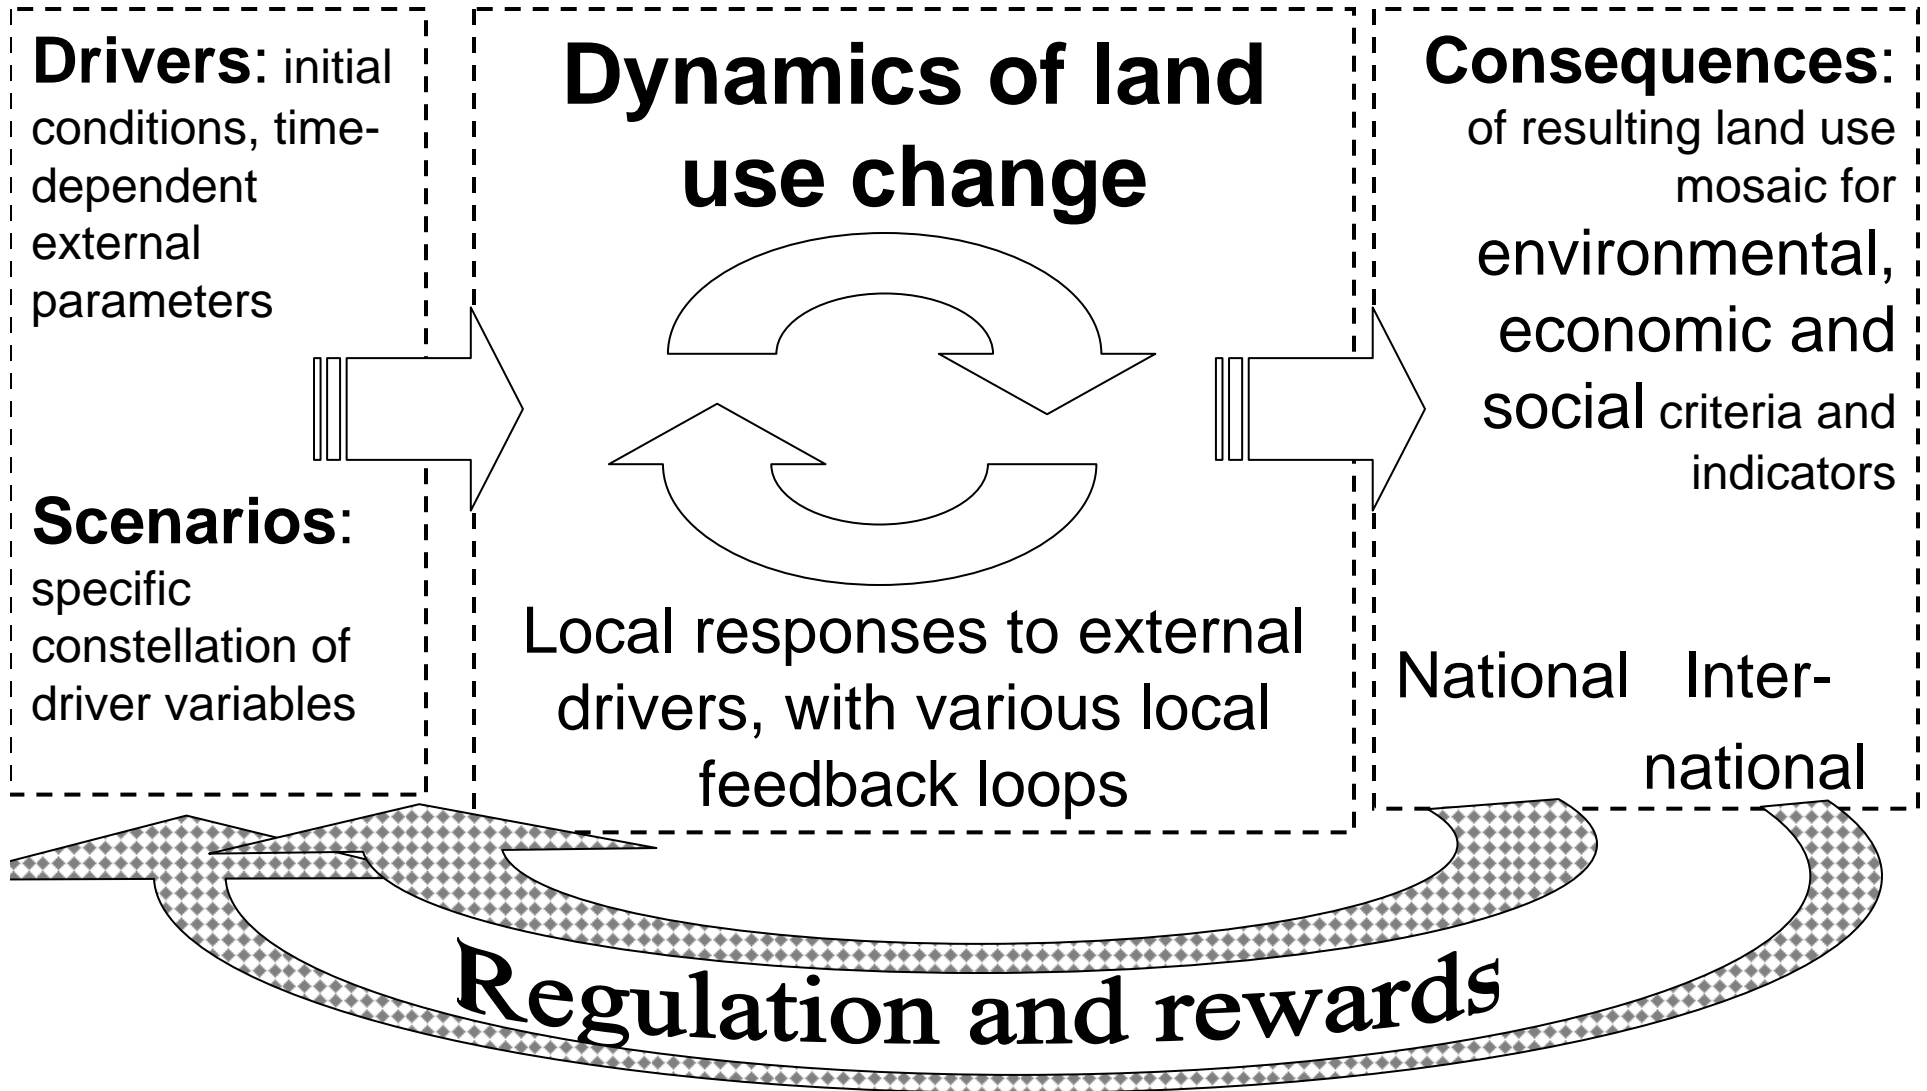 Drivers: initial
conditions, time-
dependent
external
parameters
Scenarios:
specific
constellation of
driver variables
Dynamics of land
use change
Local responses to external
drivers, with various local
feedback loops
Consequences:
of resulting land use
mosaic for
environmental,
economic and
social criteria and
indicators
National Inter-
national
Regulation and rewards